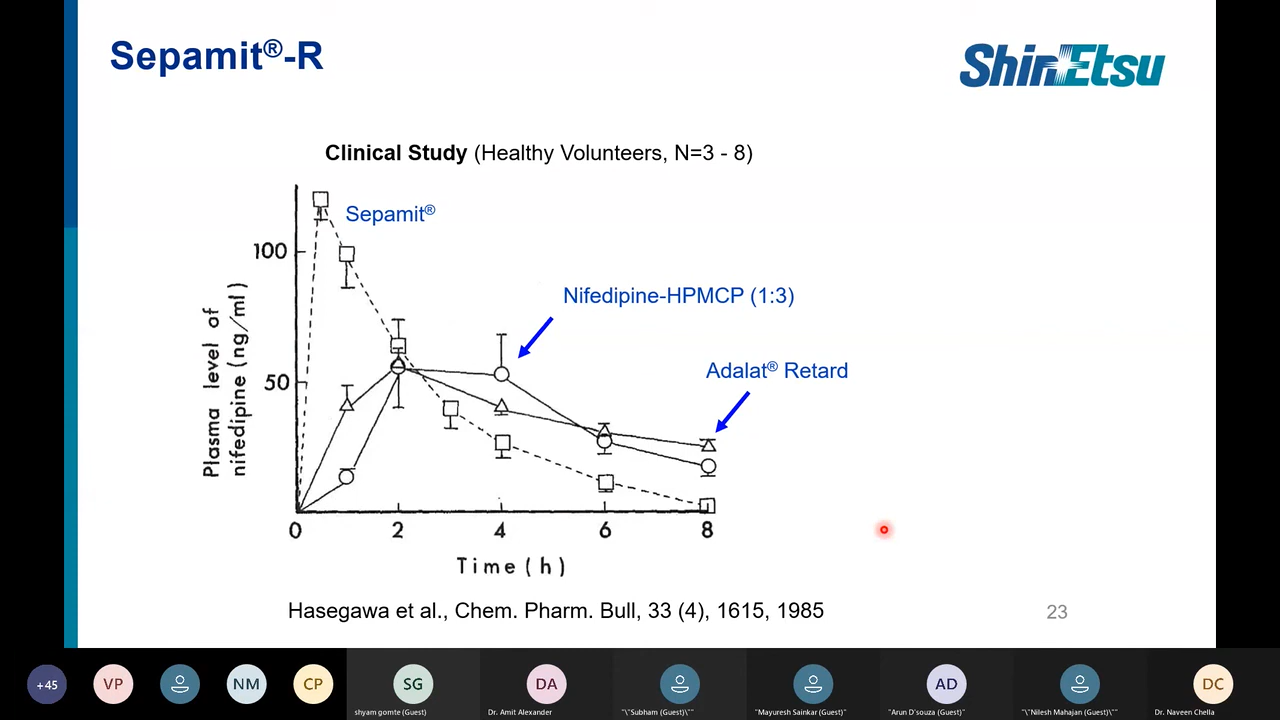 Sepamit®-R
ShinEtsu
Clinical Study (Healthy Volunteers, N=3 - 8)
Sepamit®
100
Nifedipine-HPMCP (1:3)
Adalat® Retard
50
Plasma level of
nifedipine (ng/ml)
0 2 4 6 8
Time (h)
Hasegawa et al., Chem. Pharm. Bull, 33 (4), 1615, 1985
23
+45 VP NM CP SG DA AD DC
shyam gomte (Guest) Dr. Amit Alexander "\"Subham (Guest)\"" "Mayuresh Sainkar (Guest)" "Arun D'souza (Guest)" "\"Nilesh Mahajan (Guest)\"" Dr. Naveen Chella